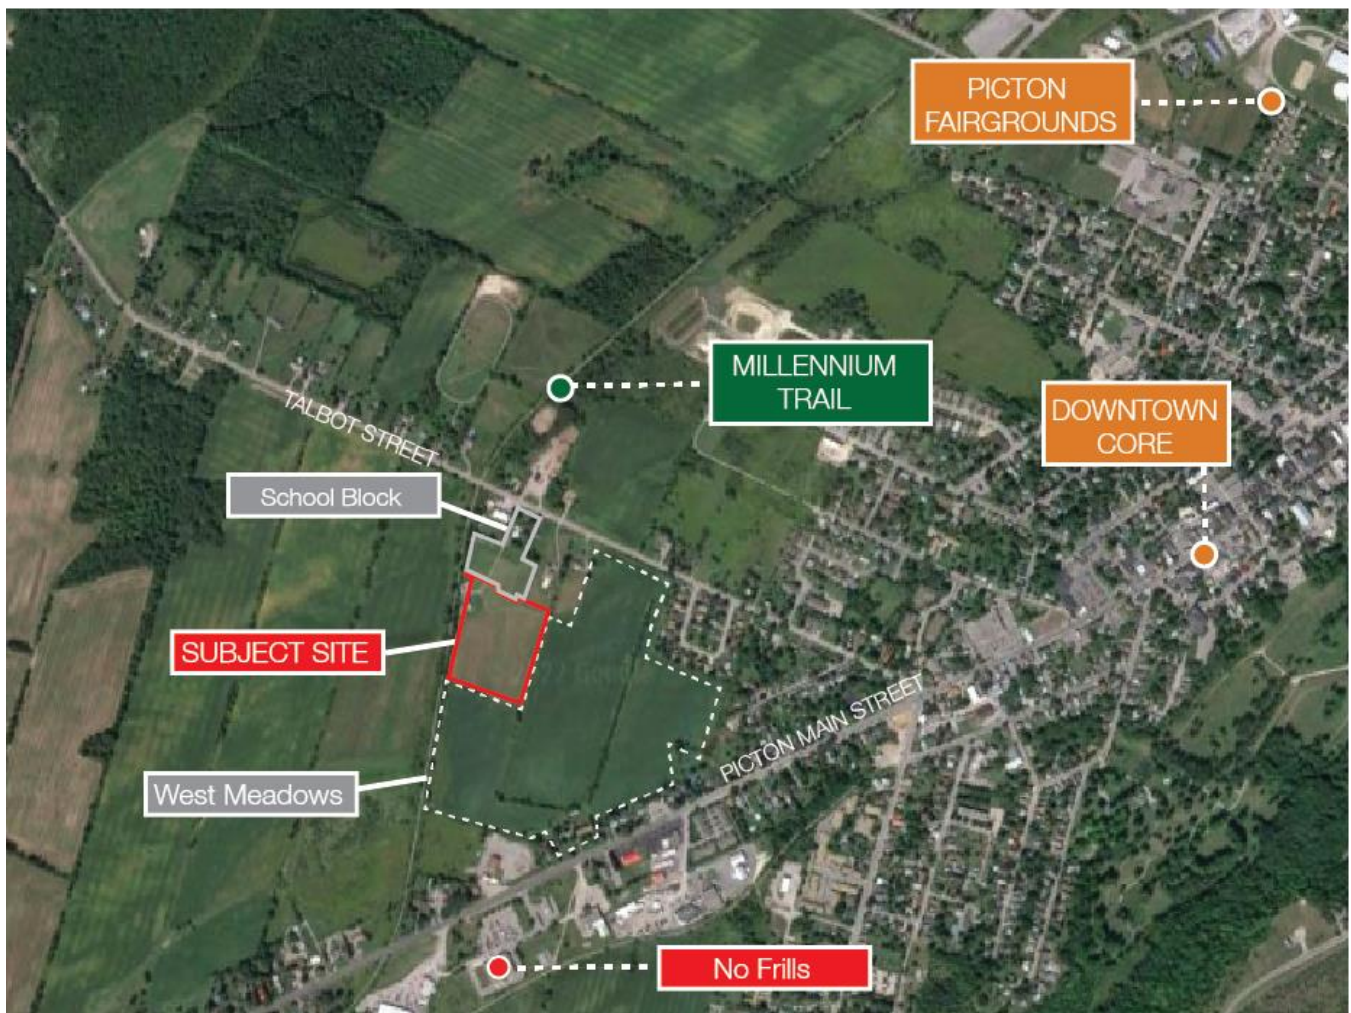 PICTON
FAIRGROUNDS
MILLENNIUM
TRAIL
DOWNTOWN
CORE
TALBOT STREET
School Block
SUBJECT SITE
PICTON MAIN STREET
West Meadows
No Frills